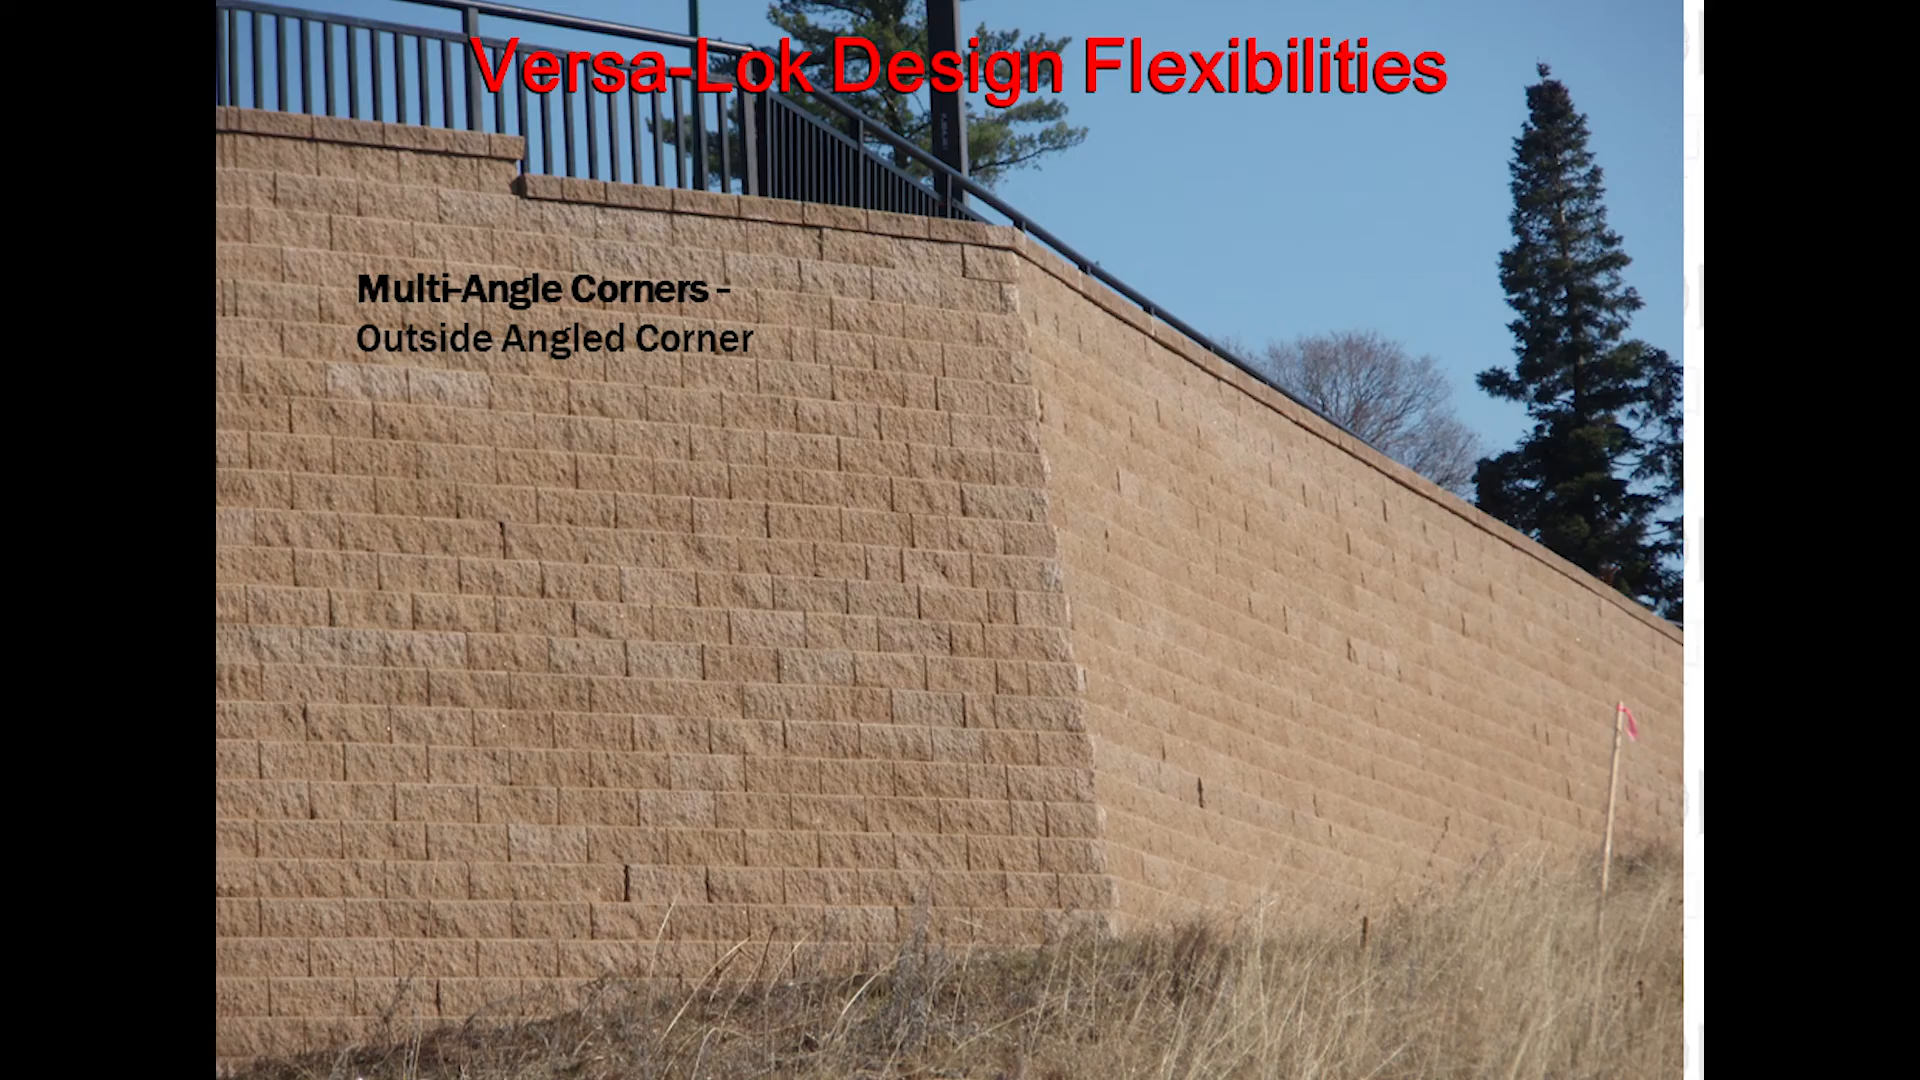 Versa-Lok Design Flexibilities
Multi-Angle Corners -
Outside Angled Corner